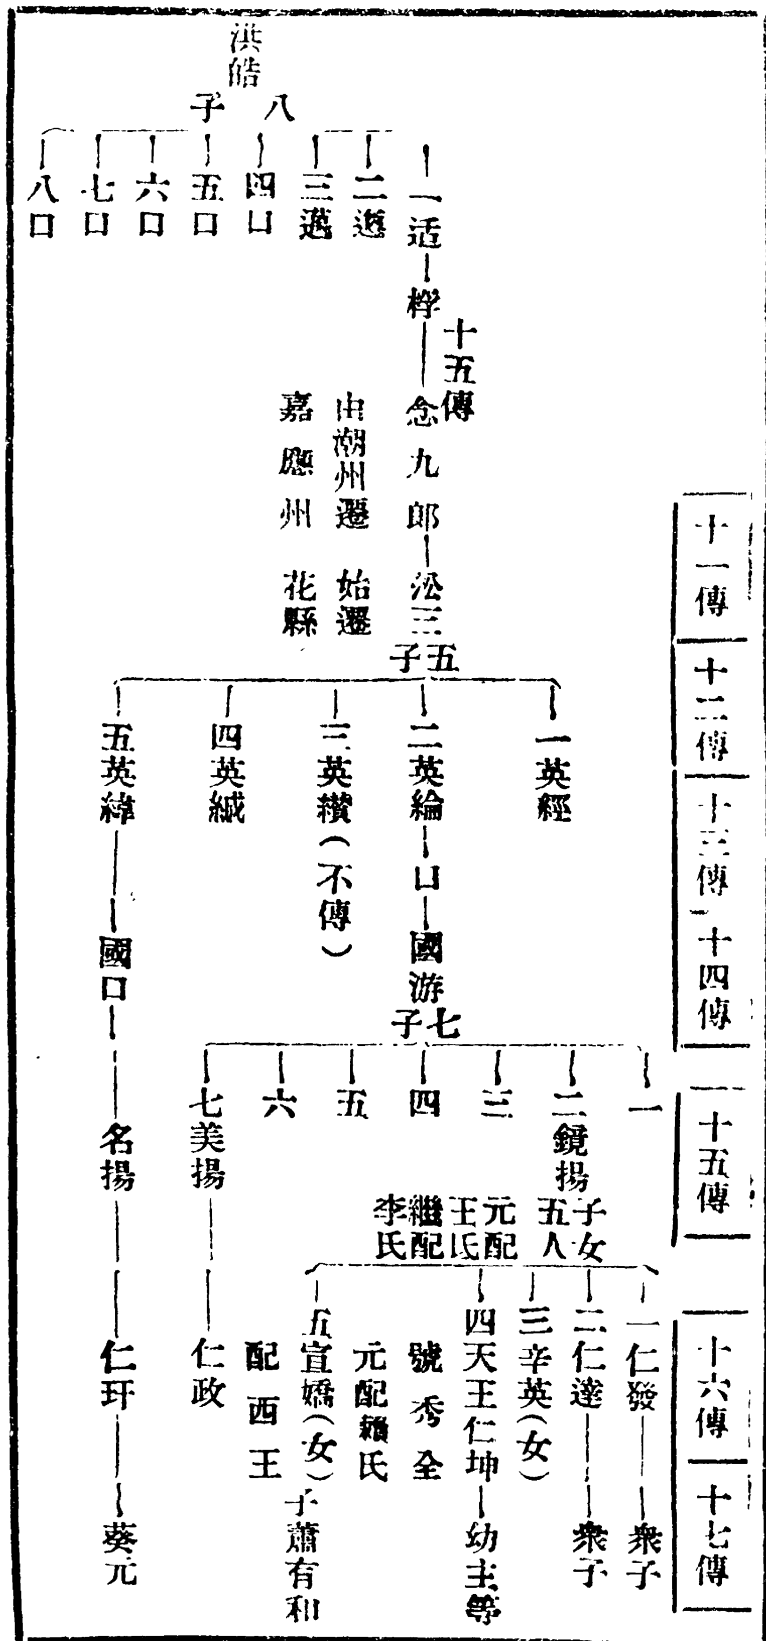 洪皓
八子
一适
二遵
三邁
四口
五口
六口
七口
八口
櫸
十五傳
念九郎
由潮州遷
嘉應州
淞三
始遷
花縣
五子
一英經
二英綸
三英纘（不傳）
四英緘
五英緯
口
國游
國口
七子
一
二鏡揚
三
四
五
六
七美揚
名揚
子女
五人
元配
王氏
繼配
李氏
一仁發
二仁達
三辛英（女）
四天王仁坤
號秀全
元配賴氏
五宣嬌（女）
配西王
仁政
仁玕
衆子
衆子
幼主等
子蕭有和
葵元
十一傳
十二傳
十三傳
十四傳
十五傳
十六傳
十七傳